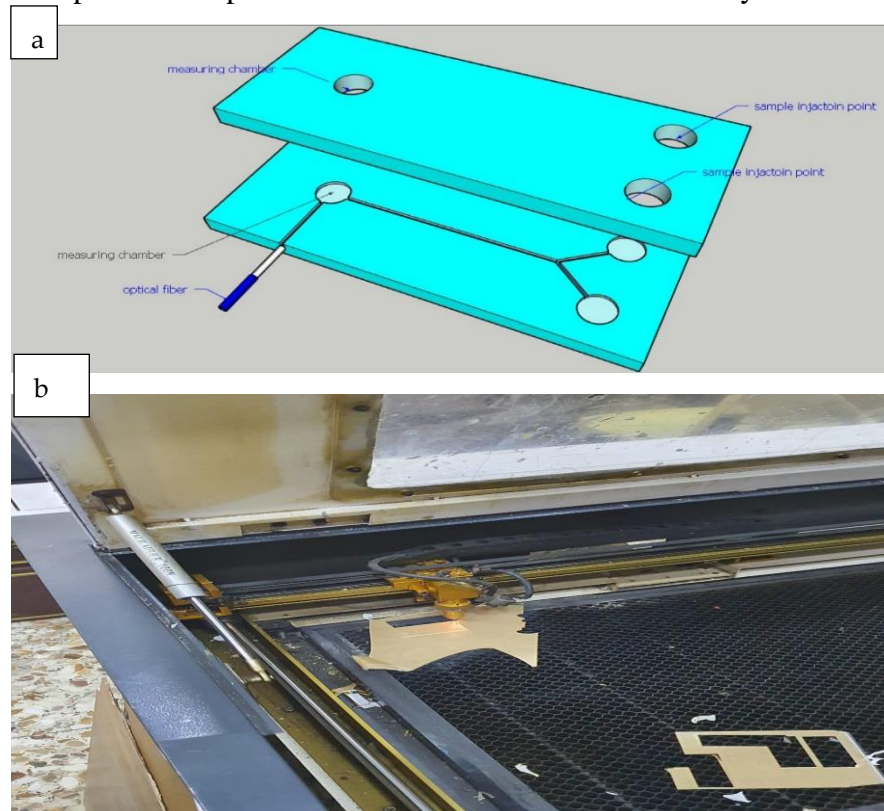 a
measuring chamber
sample injactoin point
sample injactoin point
measuring chamber
optical fiber
b